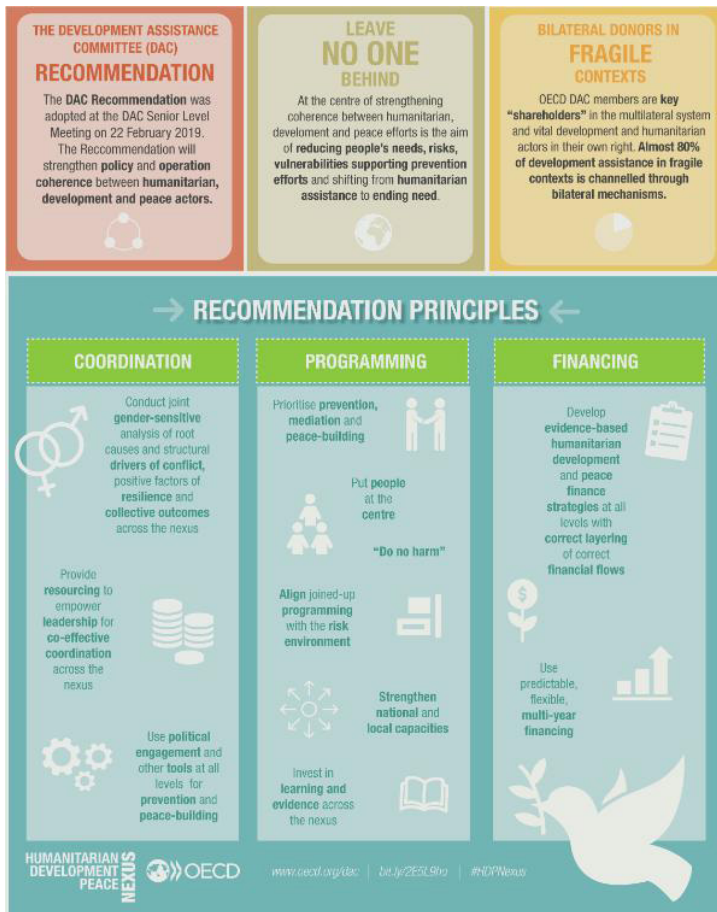 THE DEVELOPMENT ASSISTANCE
COMMITTEE (DAC)
RECOMMENDATION
The DAC Recommendation was
adopted at the DAC Senior Level
Meeting on 22 February 2019.
The Reccomendation will
strengthen policy and operation
coherence between humanitarian,
development and peace actors.
LEAVE
NO ONE
BEHIND
At the centre of strengthening
coherence between humanitarian,
develoment and peace efforts is the aim
of reducing people's needs, risks,
vulnerabilities supporting prevention
efforts and shifting from humanitarian
assistance to ending need.
BILATERAL DONORS IN
FRAGILE
CONTEXTS
OECD DAC members are key
“shareholders” in the multilateral system
and vital development and humanitarian
actors in their own right. Almost 80%
of development assistance in fragile
contexts is channelled through
bilateral mechanisms.
RECOMMENDATION PRINCIPLES
COORDINATION
Conduct joint
gender-sensitive
analysis of root
causes and structural
drivers of conflict,
positive factors of
resilience and
collective outcomes
across the nexus
Provide
resourcing to
empower
leadership for
co-effective
coordination
across the
nexus
Use political
engagement and
other tools at all
levels for
prevention and
peace-building
PROGRAMMING
Prioritise prevention,
mediation and
peace-building
Put people
at the
centre
“Do no harm”
Align joined-up
programming
with the risk
environment
Strengthen
national and
local capacities
Invest in
learning and
evidence across
the nexus
FINANCING
Develop
evidence-based
humanitarian
development
and peace
finance
strategies at all
levels with
correct layering
of correct
financial flows
$
Use
predictable,
flexible,
multi-year
financing
HUMANITARIAN
DEVELOPMENT
PEACE
NEXUS
OECD
www.oecd.org/dac | | #HDPNexus